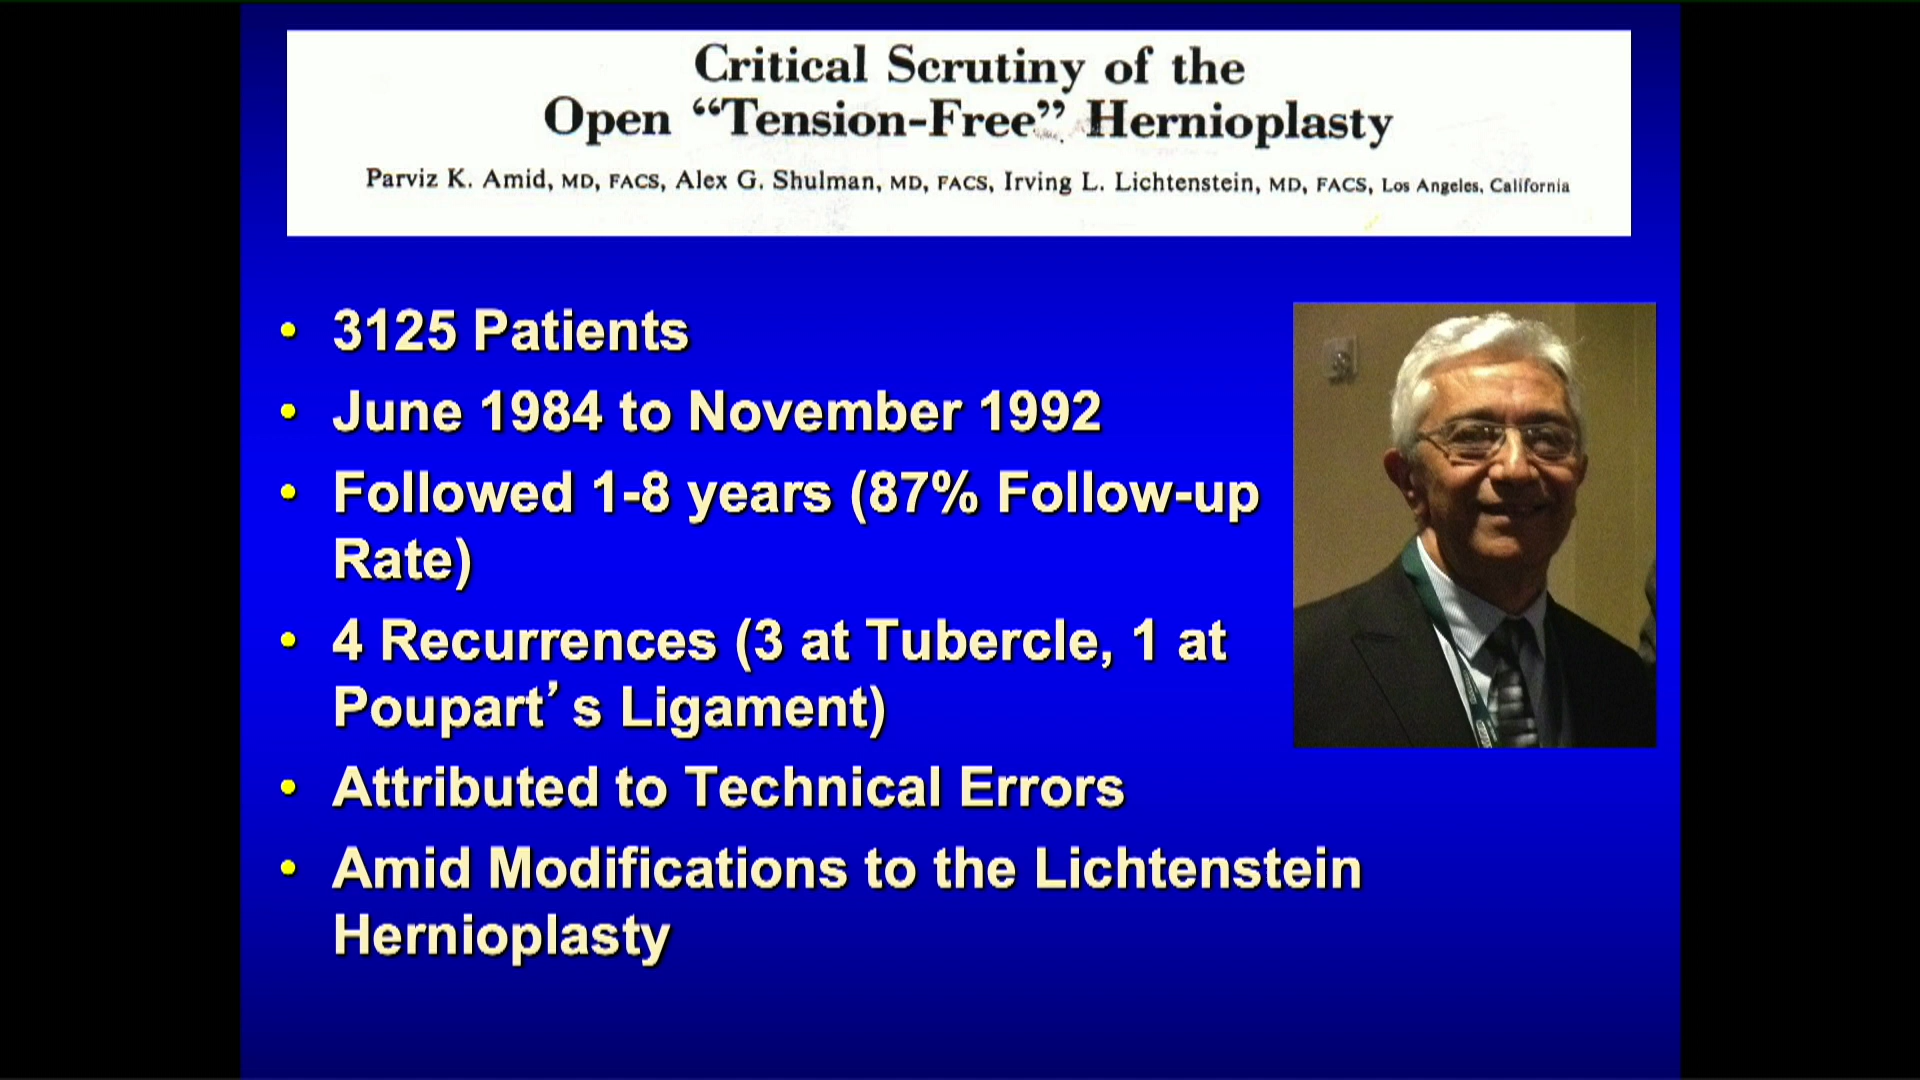 Critical Scrutiny of the
Open “Tension-Free” Hernioplasty
Parviz K. Amid, MD, FACS, Alex G. Shulman, MD, FACS, Irving L. Lichtenstein, MD, FACS, Los Angeles, California
• 3125 Patients
• June 1984 to November 1992
• Followed 1-8 years (87% Follow-up
Rate)
• 4 Recurrences (3 at Tubercle, 1 at
Poupart’s Ligament)
• Attributed to Technical Errors
• Amid Modifications to the Lichtenstein
Hernioplasty